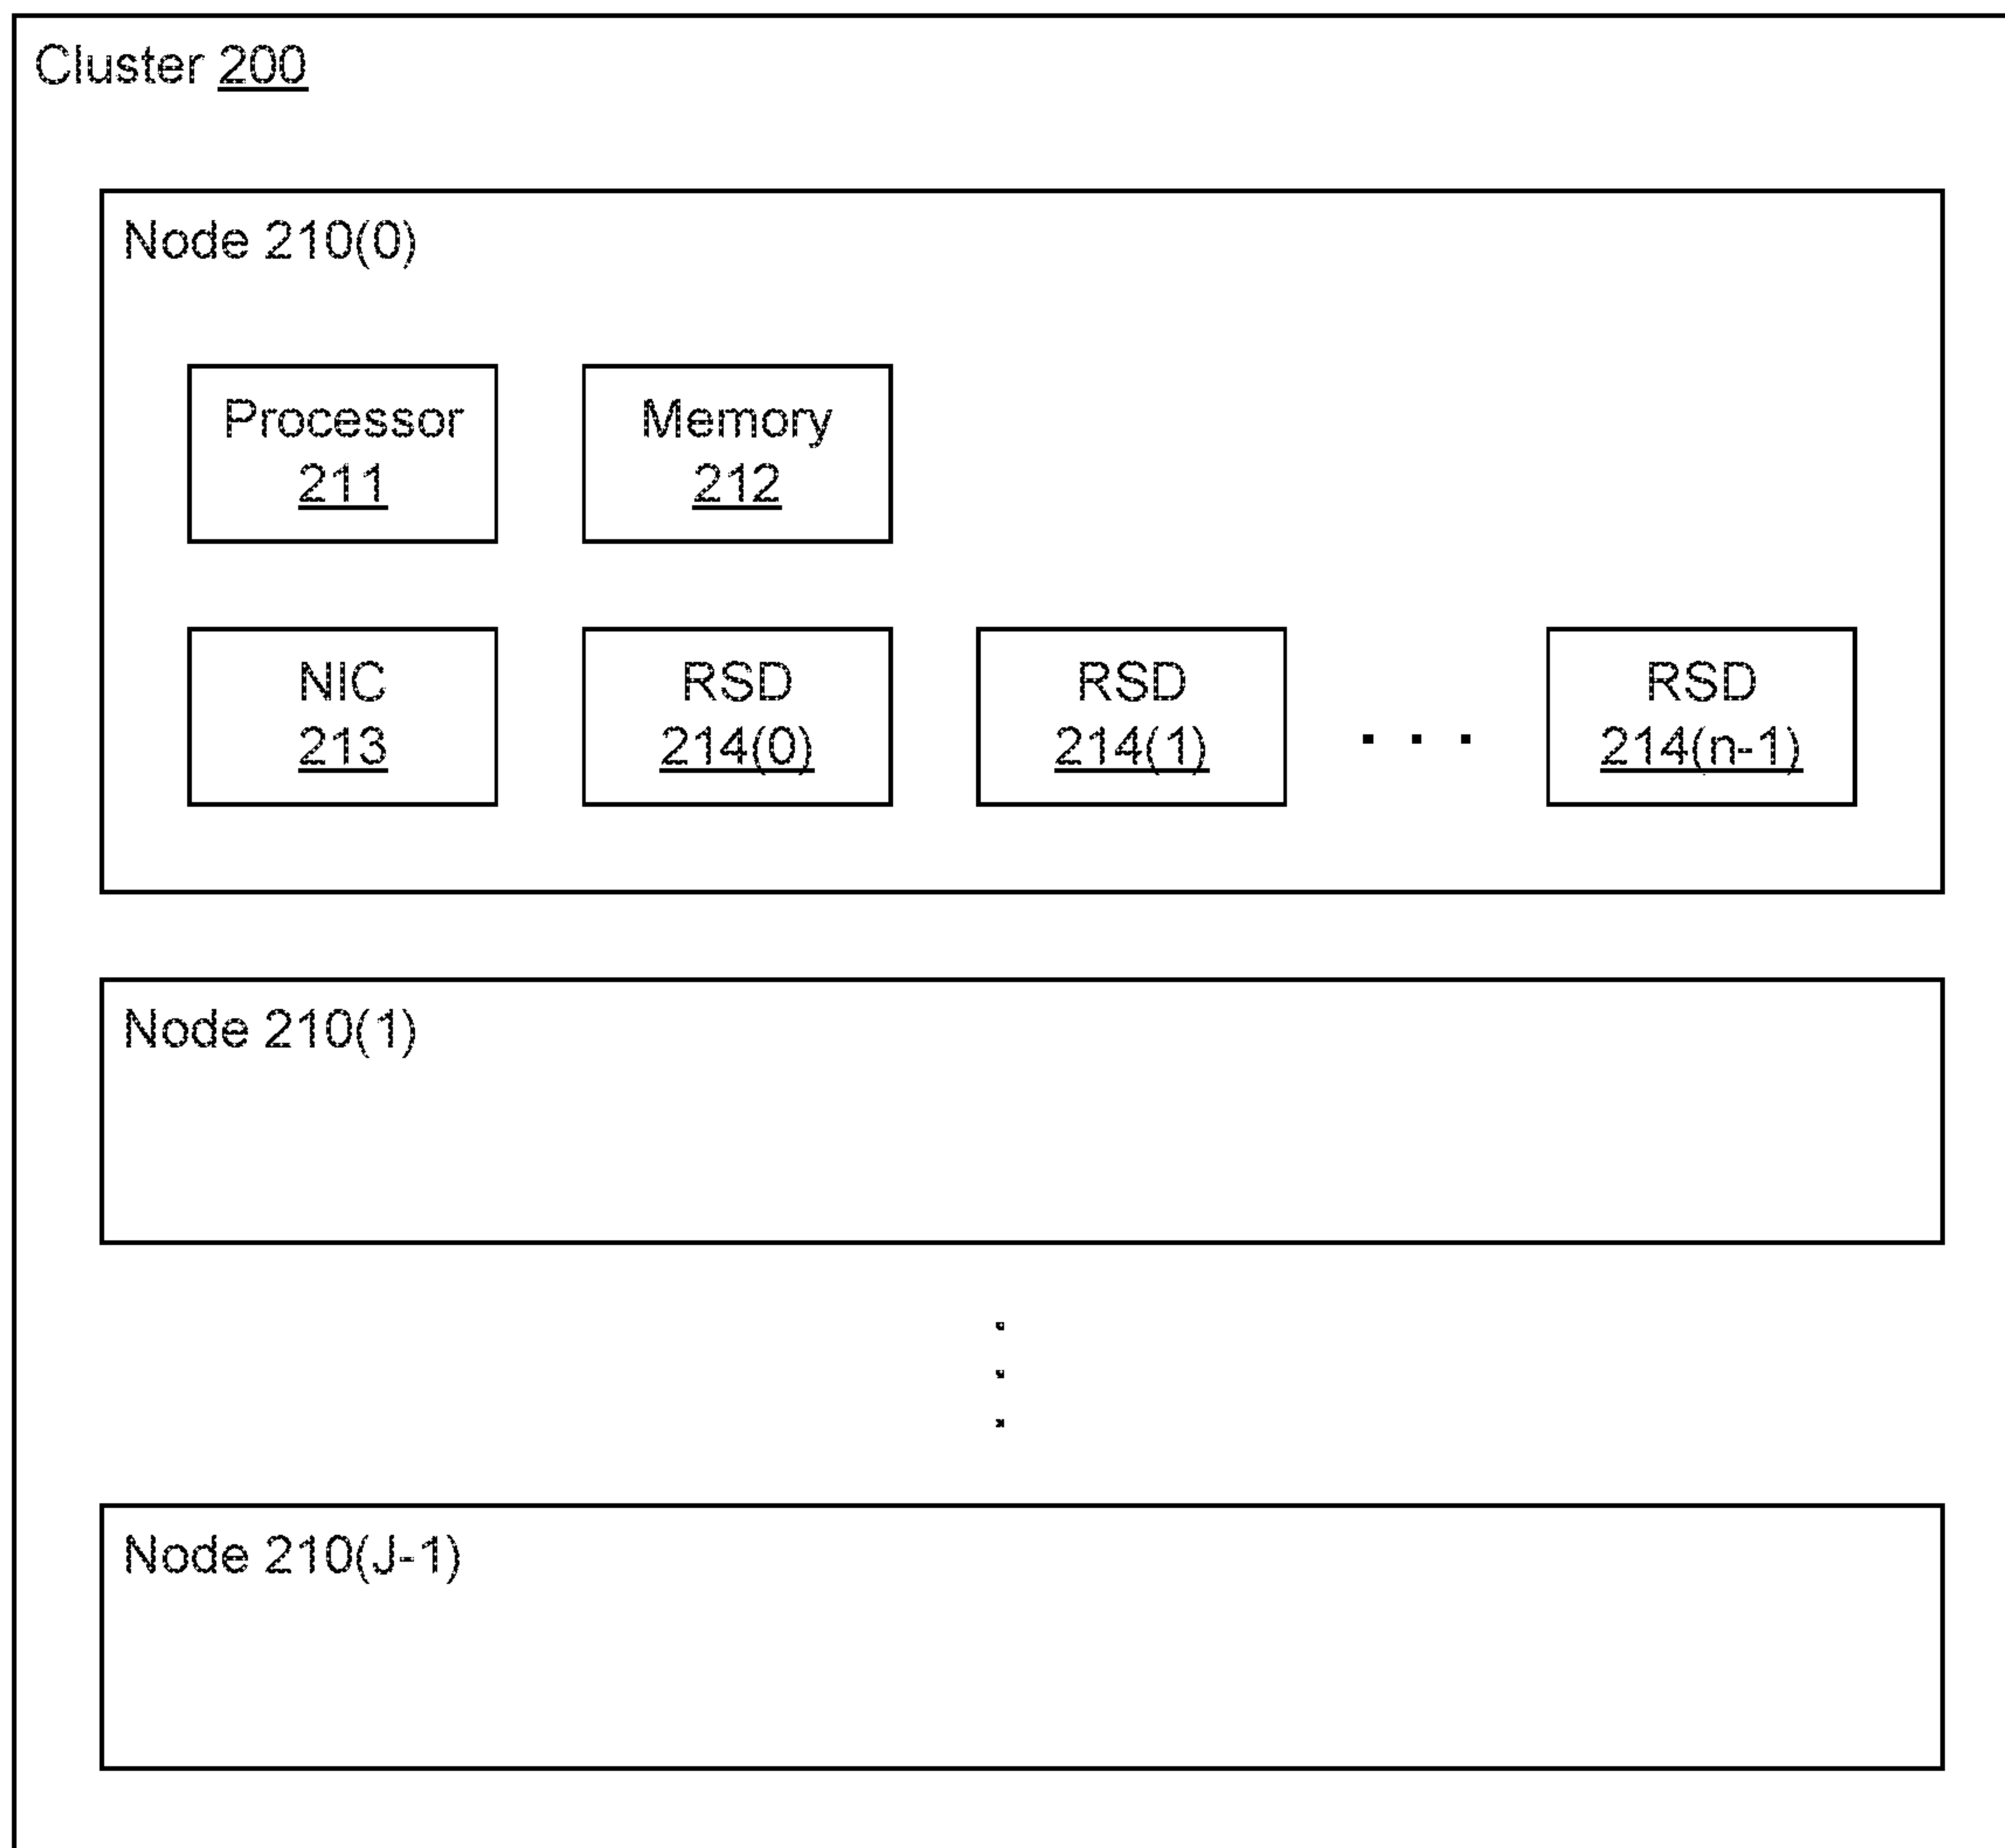 Cluster 200
Node 210(0)
Processor
211
Memory
212
NIC
213
RSD
214(0)
RSD
214(1)
. . .
RSD
214(n-1)
Node 210(1)
.
.
.
Node 210(J-1)